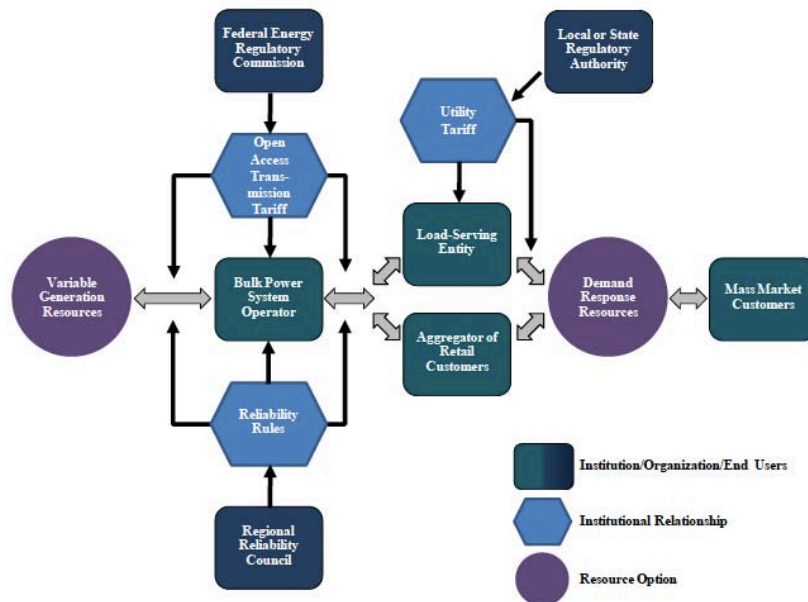 Federal Energy
Regulatory
Commission
Local or State
Regulatory
Authority
Utility
Tariff
Open
Access
Trans-
mission
Tariff
Load-Serving
Entity
Variable
Generation
Resources
Bulk Power
System
Operator
Demand
Response
Resources
Mass Market
Customers
Aggregator of
Retail
Customers
Reliability
Rules
Regional
Reliability
Council
Institution/Organization/End Users
Institutional Relationship
Resource Option